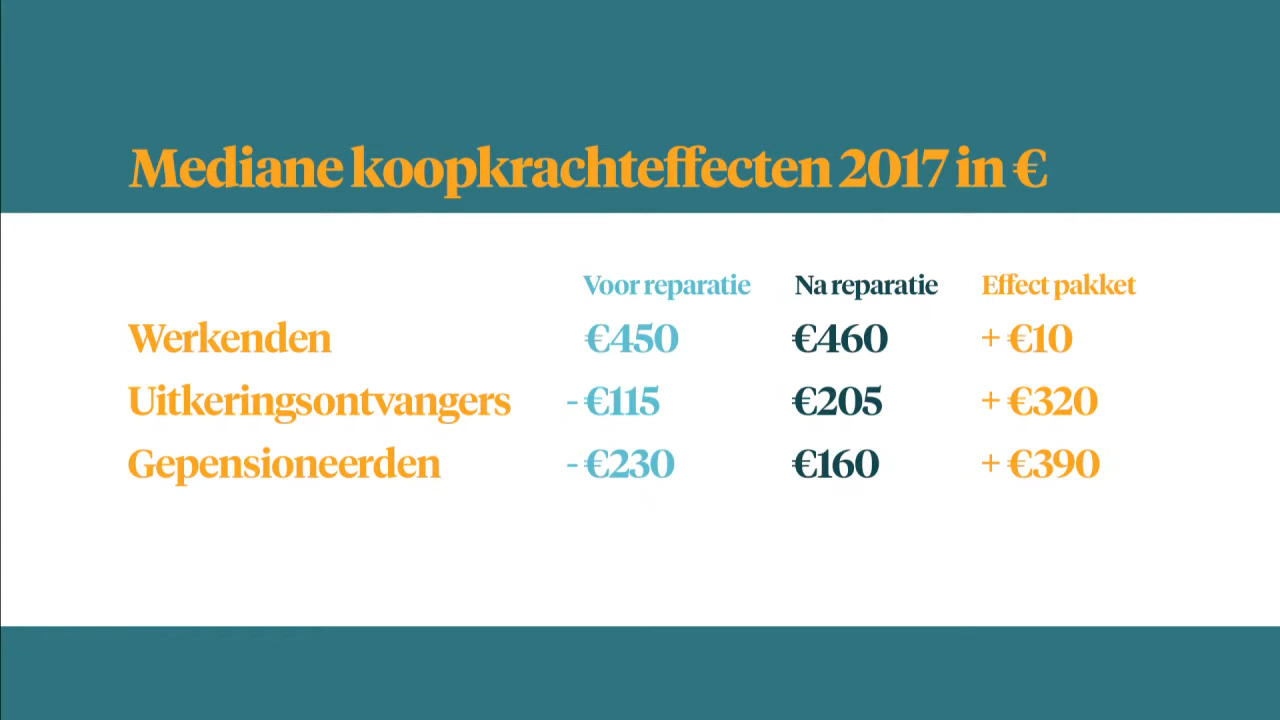 Mediane koopkrachteffecten 2017 in €
Voor reparatie Na reparatie Effect pakket
Werkenden €450 €460 + €10
Uitkeringsontvangers - €115 €205 + €320
Gepensioneerden - €230 €160 + €390